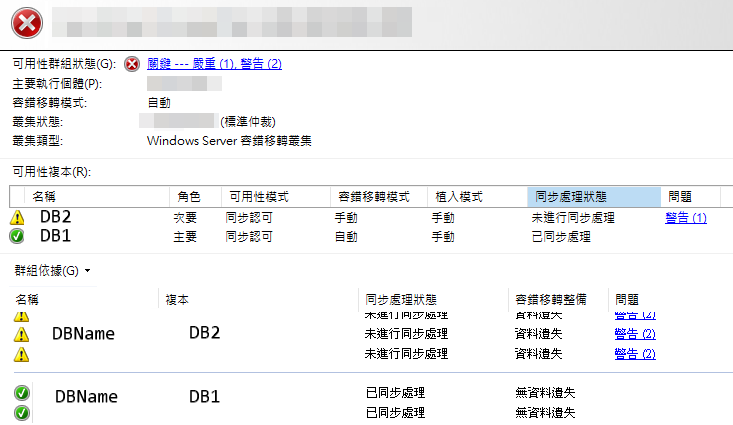 可用性群組狀態(G): 關鍵 --- 嚴重 (1), 警告 (2)
主要執行個體(P):
容錯移轉模式: 自動
叢集狀態: (標準仲裁)
叢集類型: Windows Server 容錯移轉叢集
可用性複本(R):
名稱 角色 可用性模式 容錯移轉模式 植入模式 同步處理狀態 問題
DB2 次要 同步認可 手動 手動 未進行同步處理 警告 (1)
DB1 主要 同步認可 自動 手動 已同步處理
群組依據(G)
名稱 複本 同步處理狀態 容錯移轉整備 問題
未進行同步處理 資料遺失 警告 (2)
DBName DB2 未進行同步處理 資料遺失 警告 (2)
未進行同步處理 資料遺失 警告 (2)
DBName DB1 已同步處理 無資料遺失
已同步處理 無資料遺失